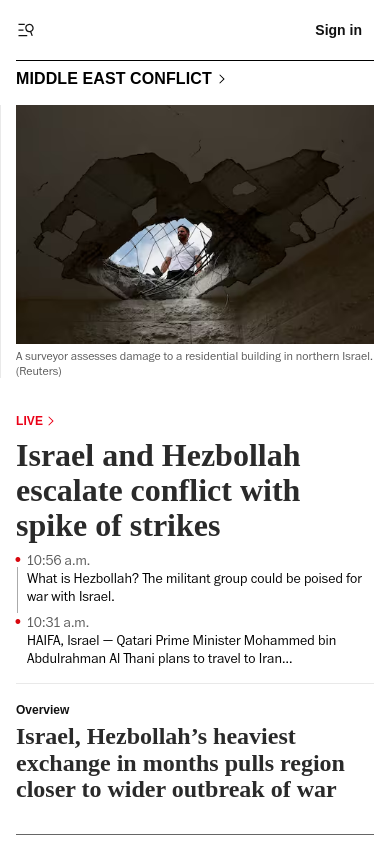 Sign in
MIDDLE EAST CONFLICT
A surveyor assesses damage to a residential building in northern Israel.
(Reuters)
LIVE
Israel and Hezbollah
escalate conflict with
spike of strikes
10:56 a.m.
What is Hezbollah? The militant group could be poised for
war with Israel.
10:31 a.m.
HAIFA, Israel — Qatari Prime Minister Mohammed bin
Abdulrahman Al Thani plans to travel to Iran...
Overview
Israel, Hezbollah’s heaviest
exchange in months pulls region
closer to wider outbreak of war